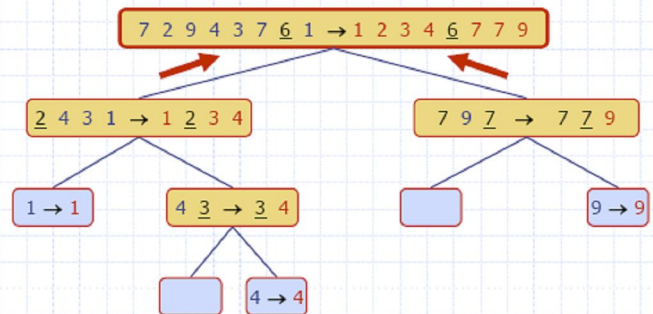 7 2 9 4 3 7 6 1 → 1 2 3 4 6 7 7 9
2 4 3 1 → 1 2 3 4
7 9 7 → 7 7 9
1 → 1
4 3 → 3 4
9 → 9
4 → 4